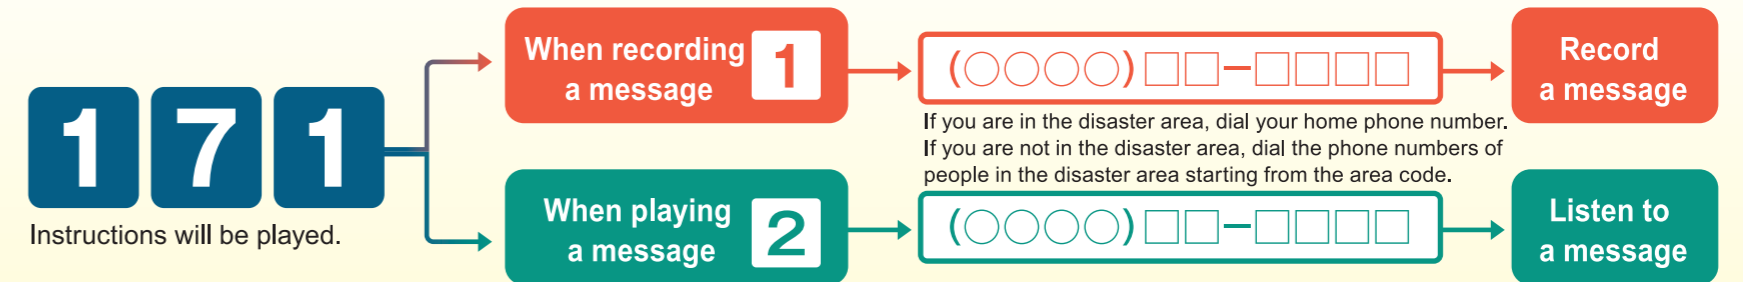 171
Instructions will be played.
When recording
a message
1
(○○○○)□□−□□□□
Record
a message
If you are in the disaster area, dial your home phone number.
If you are not in the disaster area, dial the phone numbers of
people in the disaster area starting from the area code.
When playing
a message
2
(○○○○)□□−□□□□
Listen to
a message